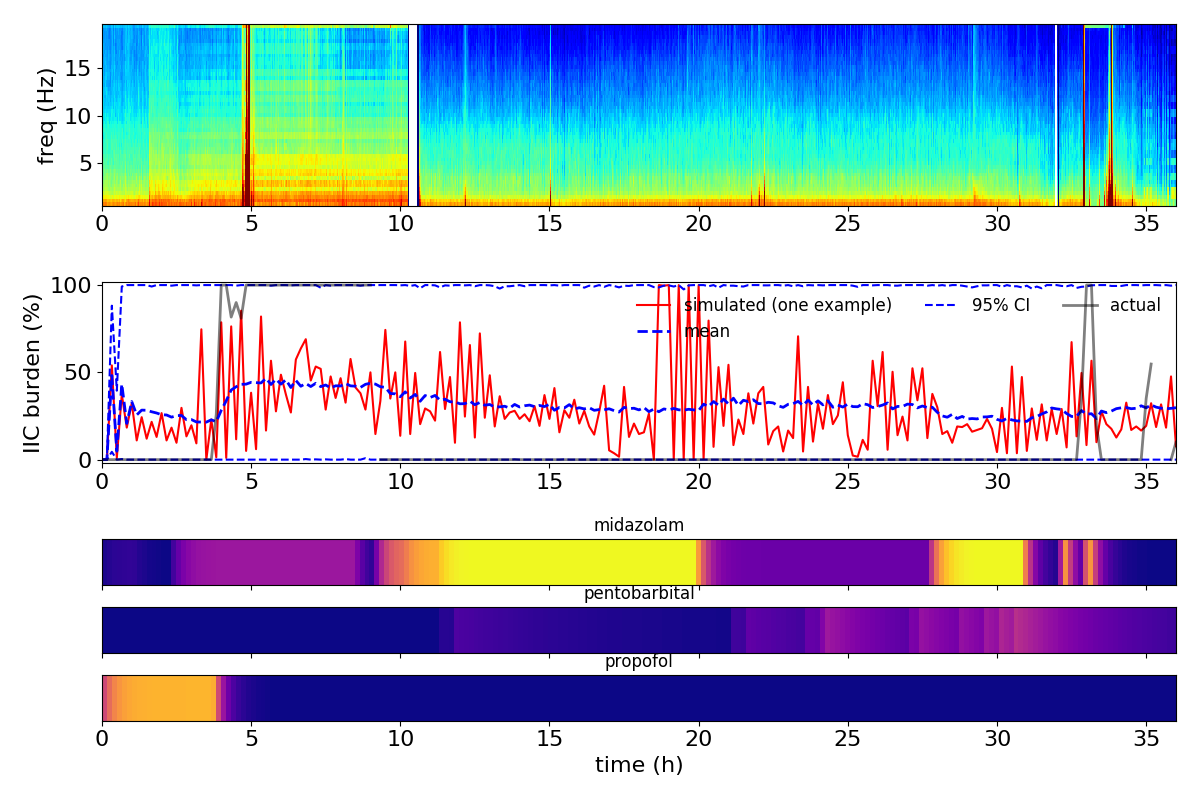 freq (Hz)
15
10
5
0 5 10 15 20 25 30 35
IIC burden (%)
100
50
0
simulated (one example)
mean
95% CI
actual
0 5 10 15 20 25 30 35
midazolam
pentobarbital
propofol
0 5 10 15 20 25 30 35
time (h)